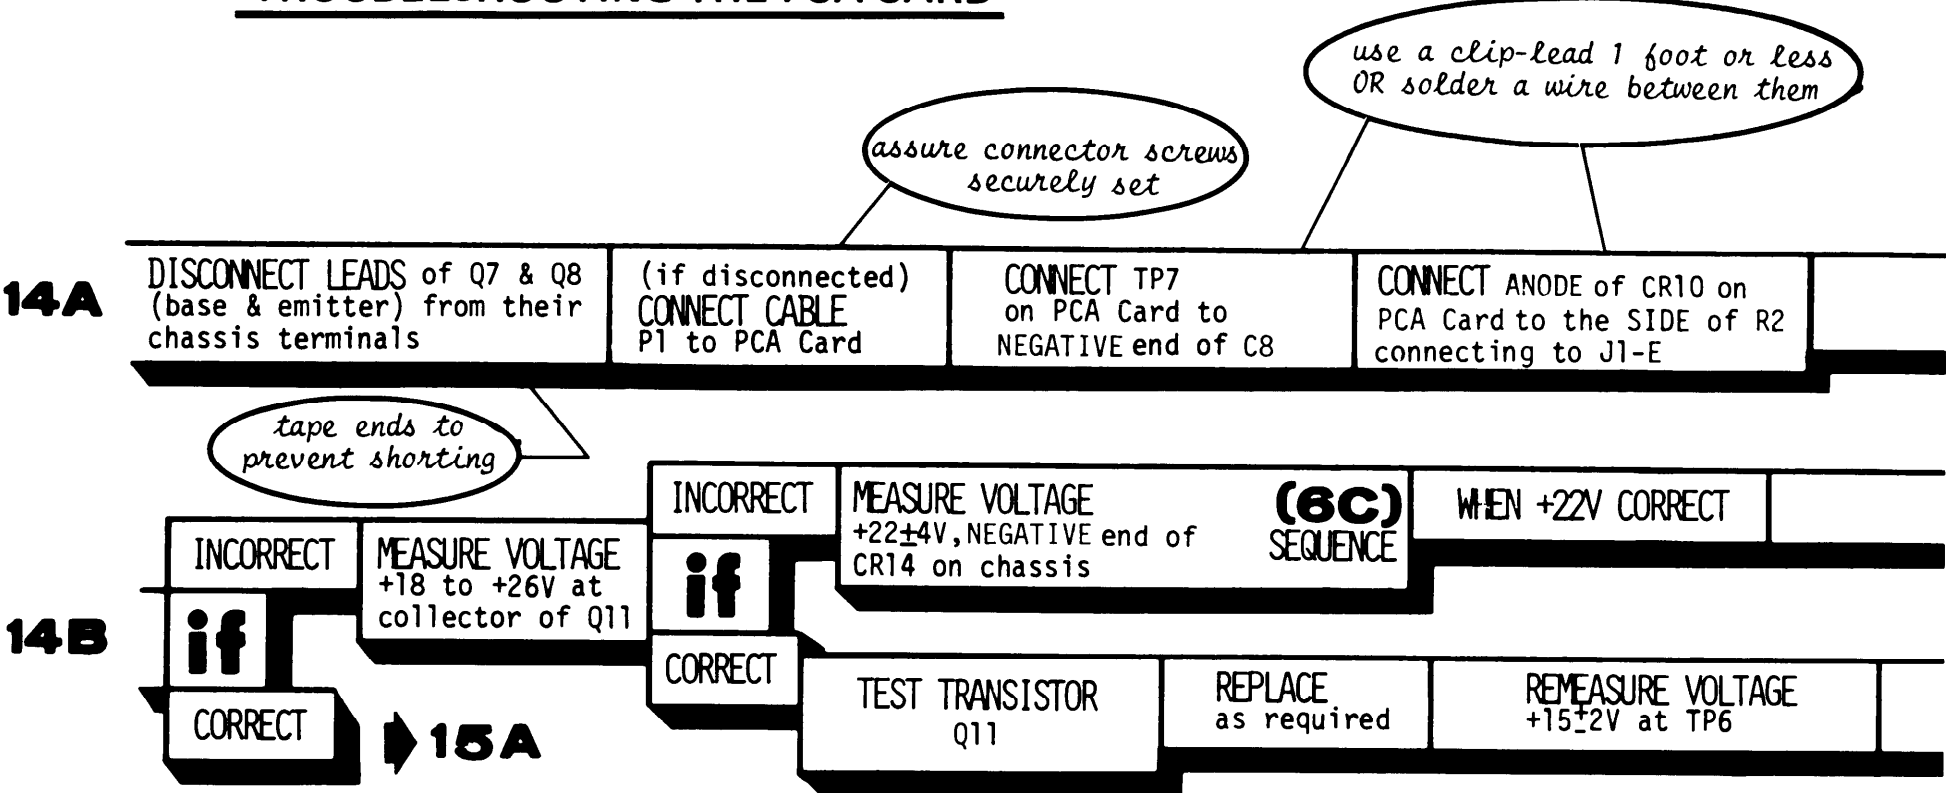 TROUBLESHOOTING THE PCA CARD
use a clip-lead 1 foot or less
OR solder a wire between them
assure connector screws
securely set
14A
DISCONNECT LEADS of Q7 & Q8
(base & emitter) from their
chassis terminals
(if disconnected)
CONNECT CABLE
P1 to PCA Card
CONNECT TP7
on PCA Card to
NEGATIVE end of C8
CONNECT ANODE of CR10 on
PCA Card to the SIDE of R2
connecting to J1-E
tape ends to
prevent shorting
14B
INCORRECT
if
CORRECT
15A
MEASURE VOLTAGE
+18 to +26V at
collector of Q11
INCORRECT
if
CORRECT
MEASURE VOLTAGE
+22±4V, NEGATIVE end of
CR14 on chassis
(6C)
SEQUENCE
WHEN +22V CORRECT
TEST TRANSISTOR
Q11
REPLACE
as required
REMEASURE VOLTAGE
+15±2V at TP6